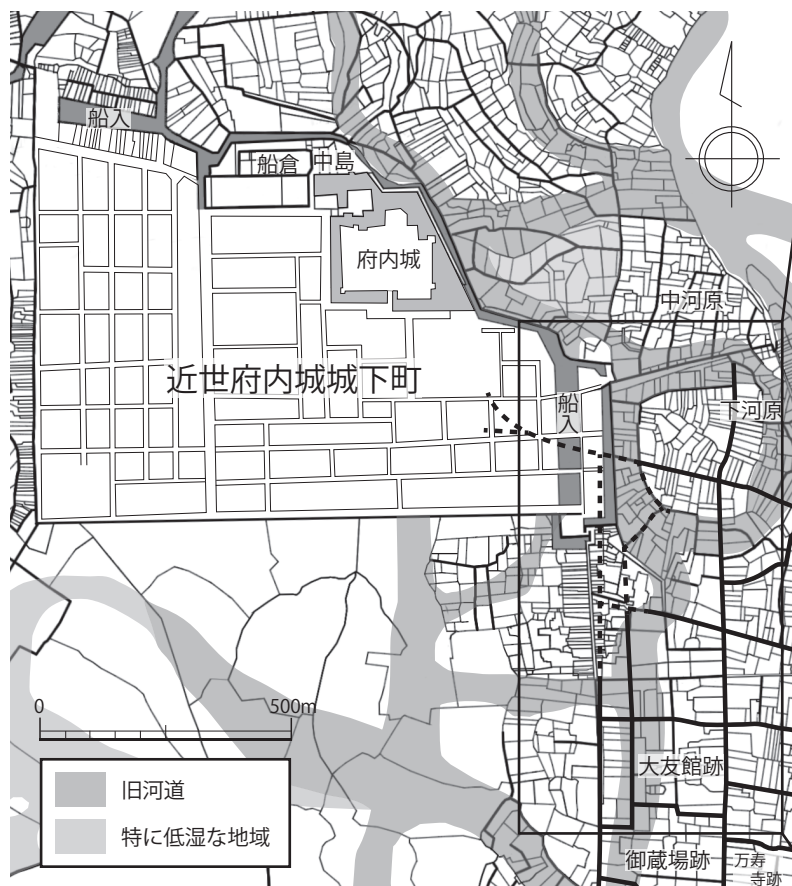 船入
船倉
中島
府内城
中河原
近世府内城城下町
船入
下河原
0
500m
旧河道
特に低湿な地域
大友館跡
御蔵場跡
万寿
寺跡